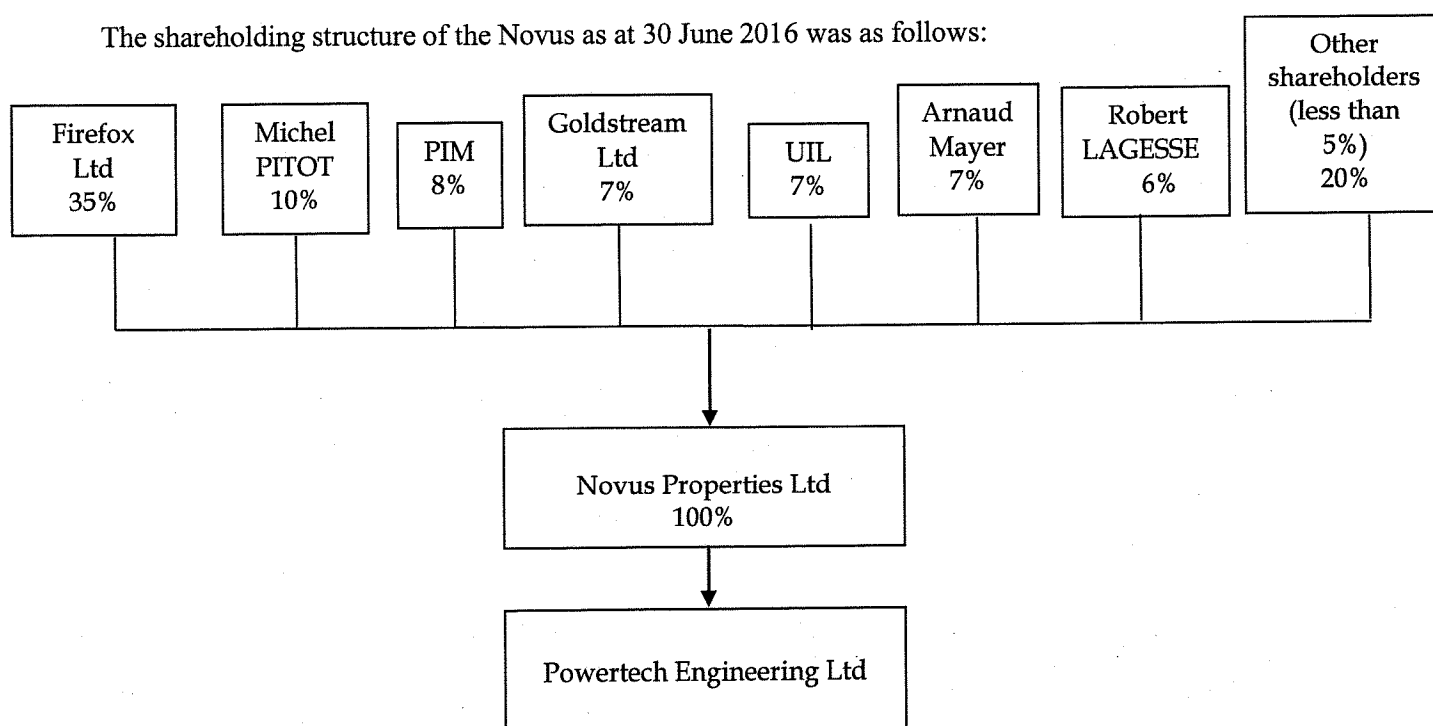 The shareholding structure of the Novus as at 30 June 2016 was as follows:
Firefox
Ltd
35%
Michel
PITOT
10%
PIM
8%
Goldstream
Ltd
7%
UIL
7%
Arnaud
Mayer
7%
Robert
LAGESSE
6%
Other
shareholders
(less than
5%)
20%
Novus Properties Ltd
100%
Powertech Engineering Ltd